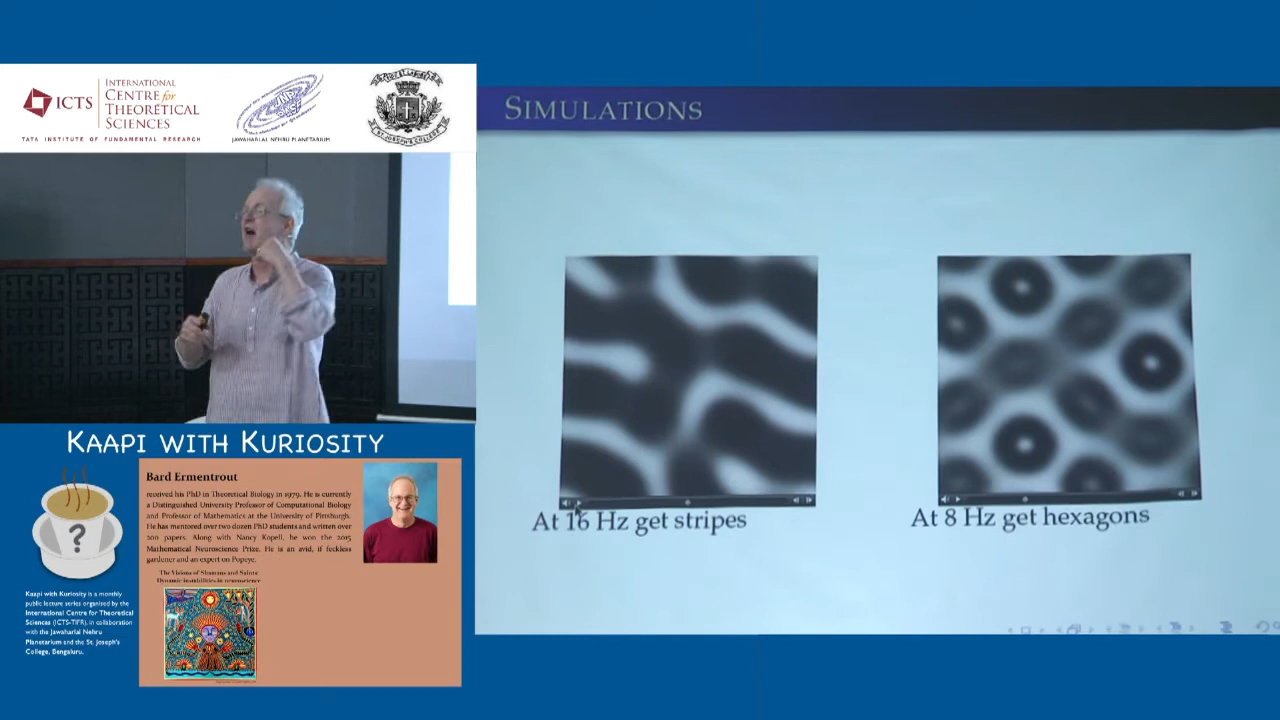 ICTS
INTERNATIONAL
CENTRE for
THEORETICAL
SCIENCES
TATA INSTITUTE OF FUNDAMENTAL RESEARCH
JAWAHARLAL NEHRU PLANETARIUM
SIMULATIONS
At 16 Hz get stripes
At 8 Hz get hexagons
KAAPI WITH KURIOSITY
?
Kaapi with Kuriosity is a monthly
public lecture series organized by the
International Centre for Theoretical
Sciences (ICTS-TIFR), in collaboration
with the Jawaharlal Nehru
Planetarium and the St. Joseph's
College, Bengaluru.
Bard Ermentrout
received his PhD in Theoretical Biology in 1979. He is currently
a Distinguished University Professor of Computational Biology
and Professor of Mathematics at the University of Pittsburgh.
He has mentored over two dozen PhD students and written over
200 papers. Along with Nancy Kopell, he won the 2015
Mathematical Neuroscience Prize. He is an avid, if feckless
gardener and an expert on Popeye.
The Visions of Shamans and Saints
Dynamic instabilities in neuroscience